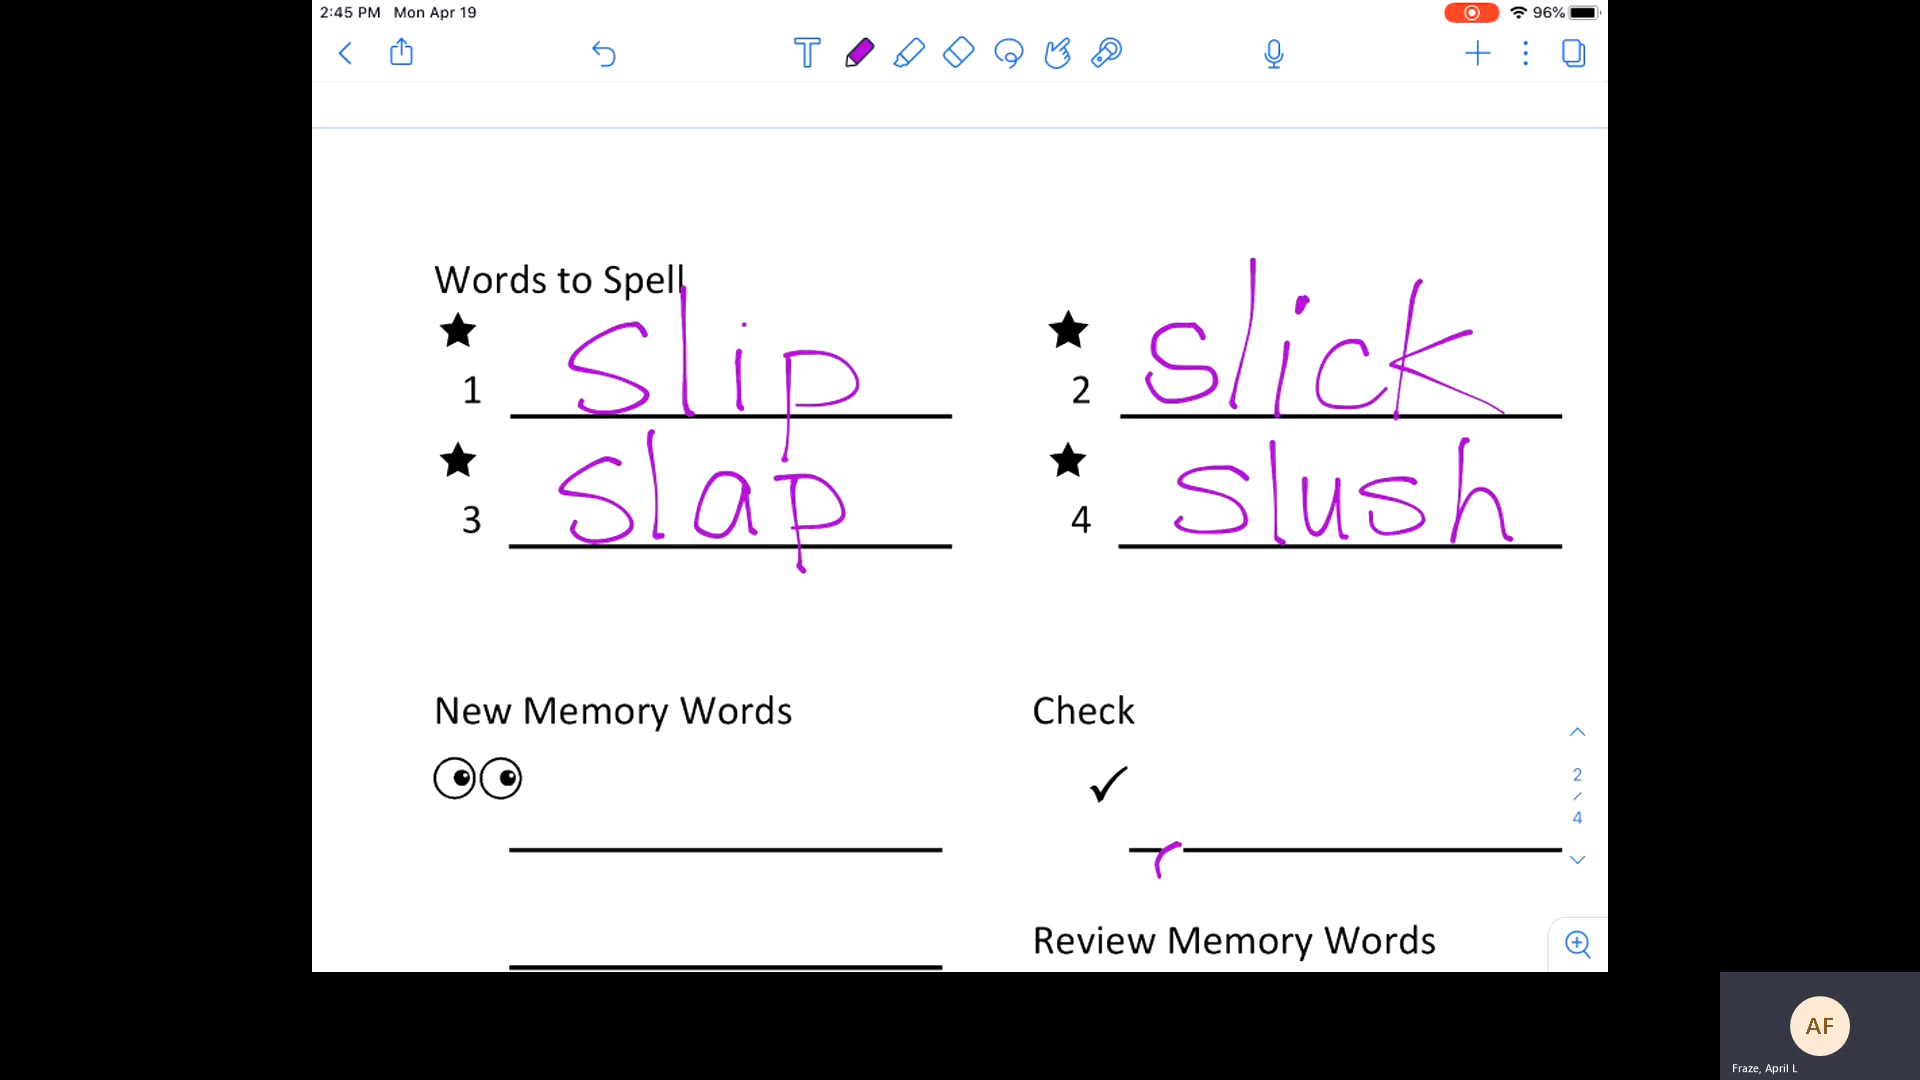 2:45 PM Mon Apr 19 96%
Words to Spell
1 slip 2 slick
3 slap 4 slush
New Memory Words Check
2
/
4
Review Memory Words
AF
Fraze, April L